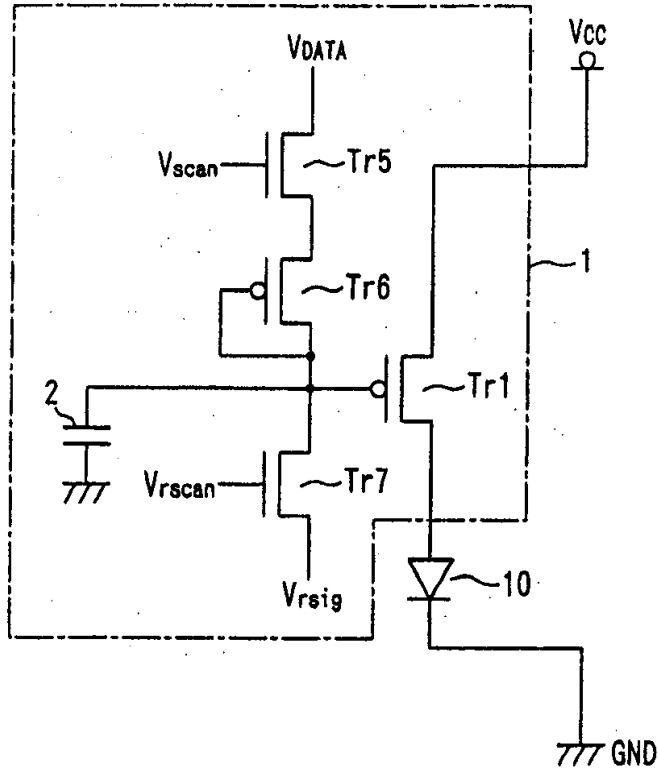 VDATA
VCC
Vscan
Tr5
1
Tr6
2
Tr1
Vrscan
Tr7
Vrsig
10
GND